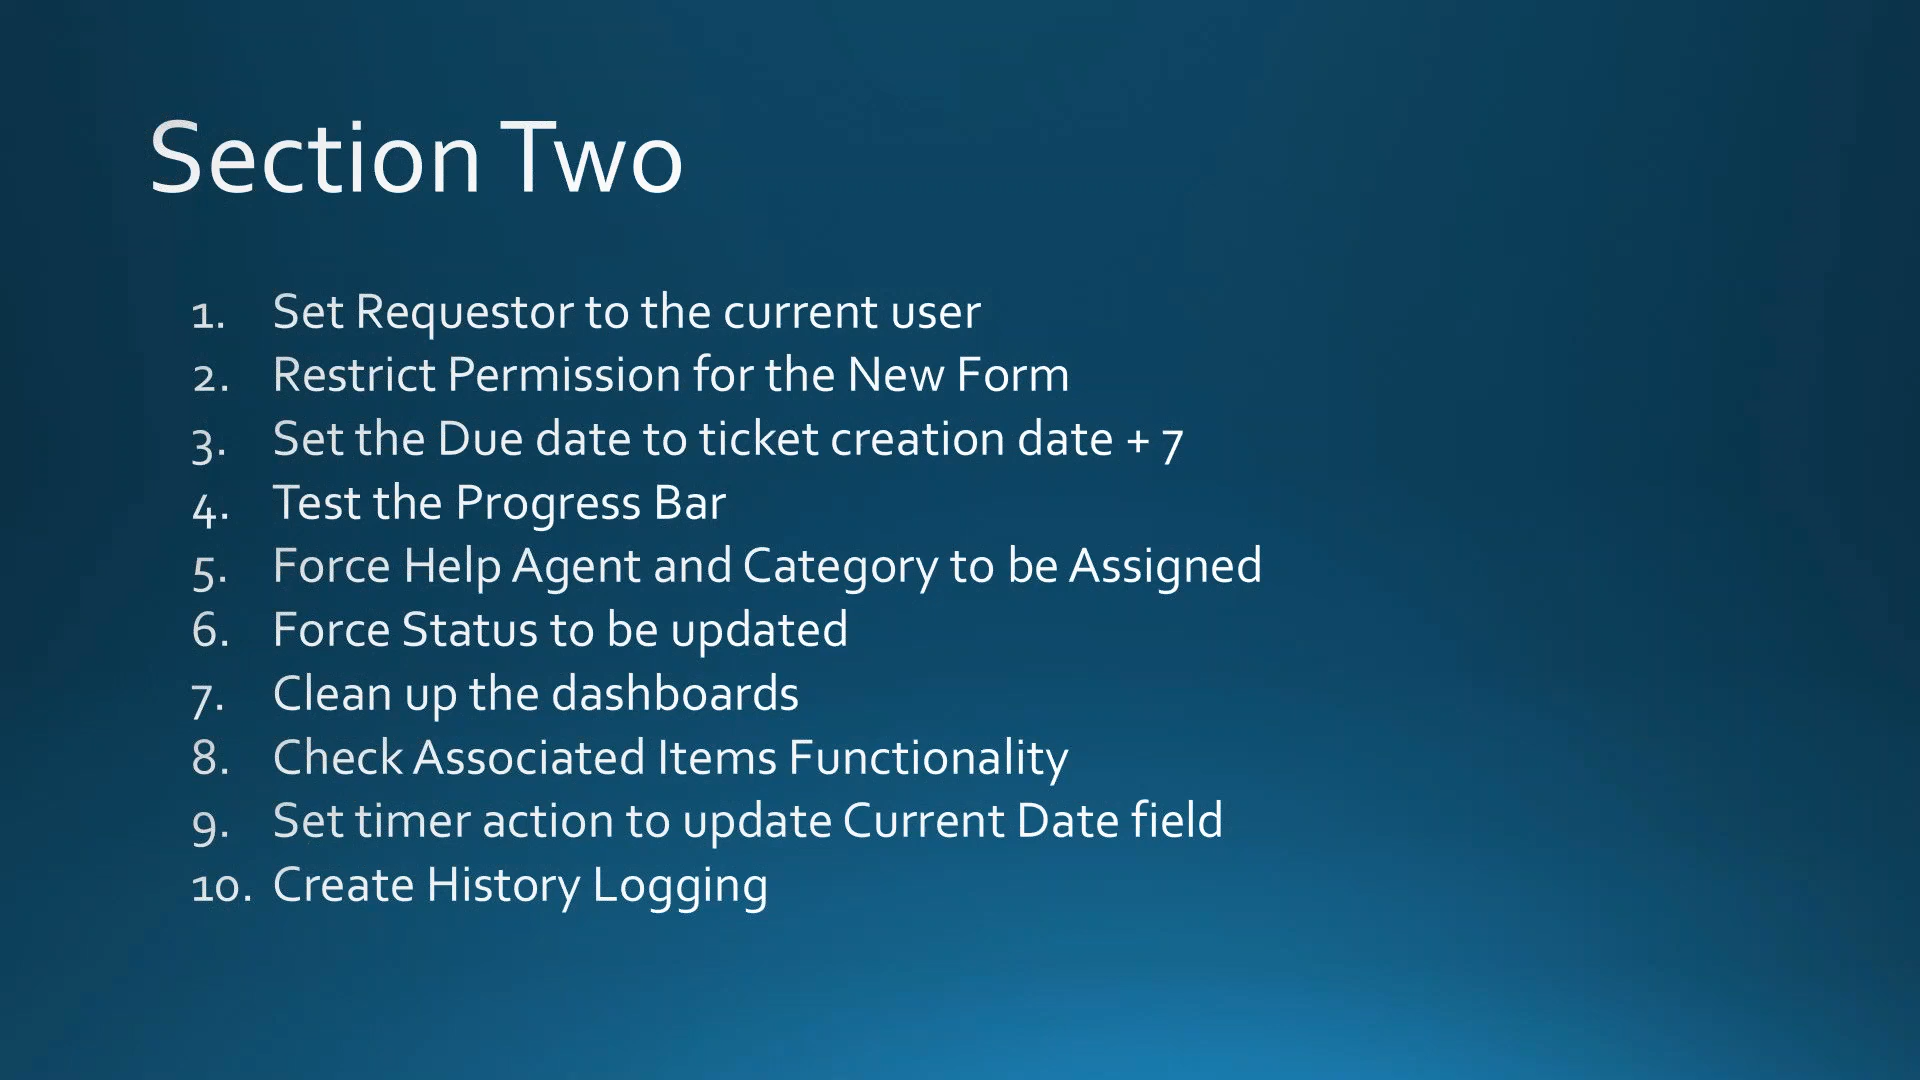 Section Two
1. Set Requestor to the current user
2. Restrict Permission for the New Form
3. Set the Due date to ticket creation date + 7
4. Test the Progress Bar
5. Force Help Agent and Category to be Assigned
6. Force Status to be updated
7. Clean up the dashboards
8. Check Associated Items Functionality
9. Set timer action to update Current Date field
10. Create History Logging